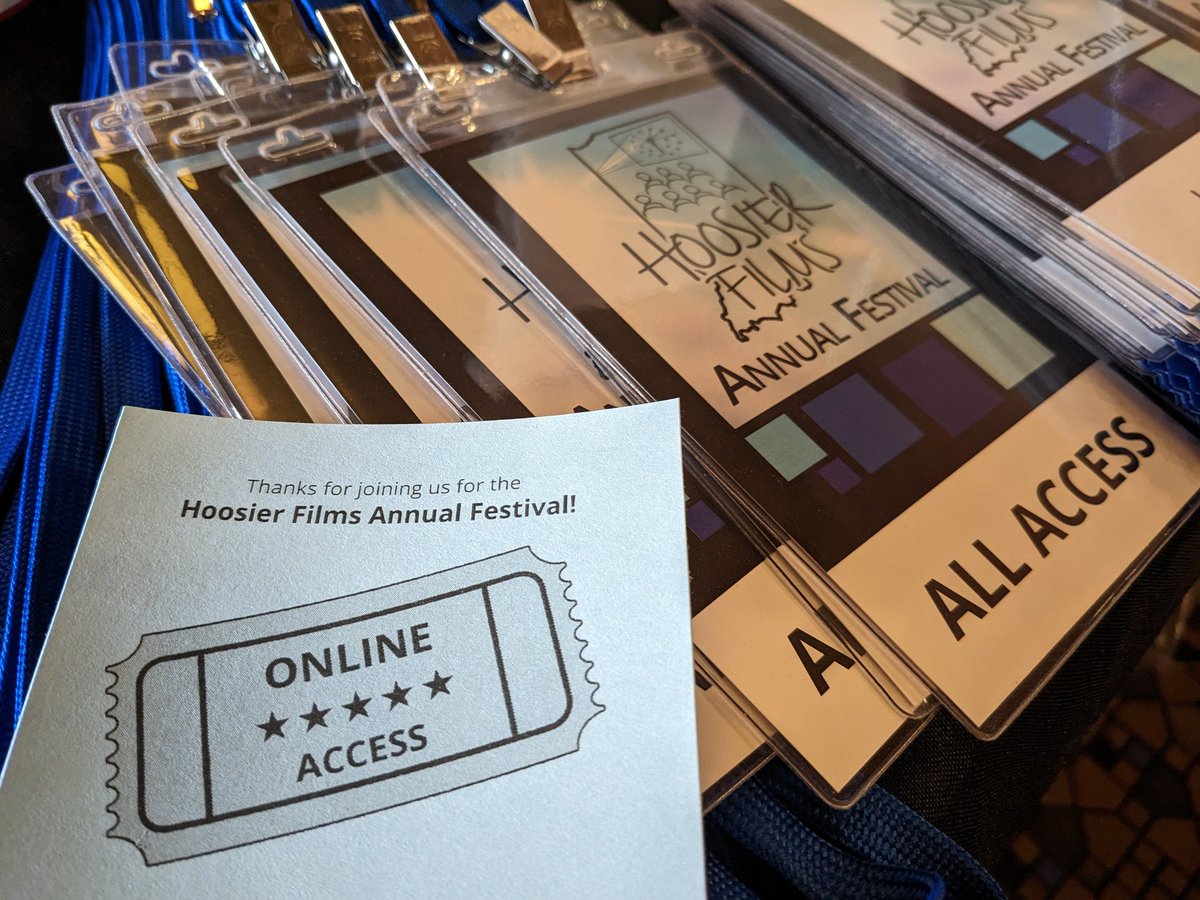 Hoosier
Films
Annual Festival
Hoosier
Films
Annual Festival
ALL ACCESS
H
A
Thanks for joining us for the
Hoosier Films Annual Festival!
ONLINE
★★★★★
ACCESS